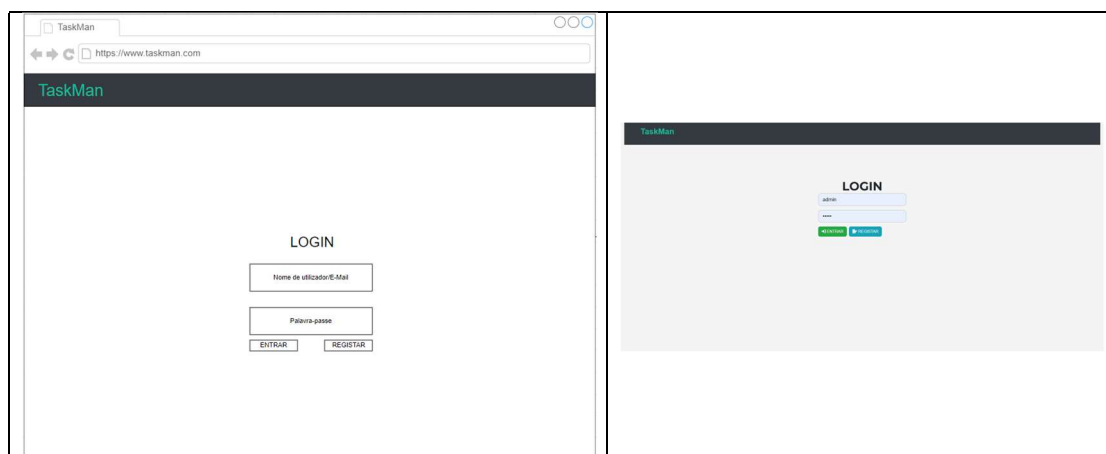 TaskMan
https://www.taskman.com
TaskMan
LOGIN
Nome de utilizador/E-Mail
Palavra-passe
ENTRAR REGISTAR
TaskMan
LOGIN
admin
•••••
ENTRAR REGISTAR